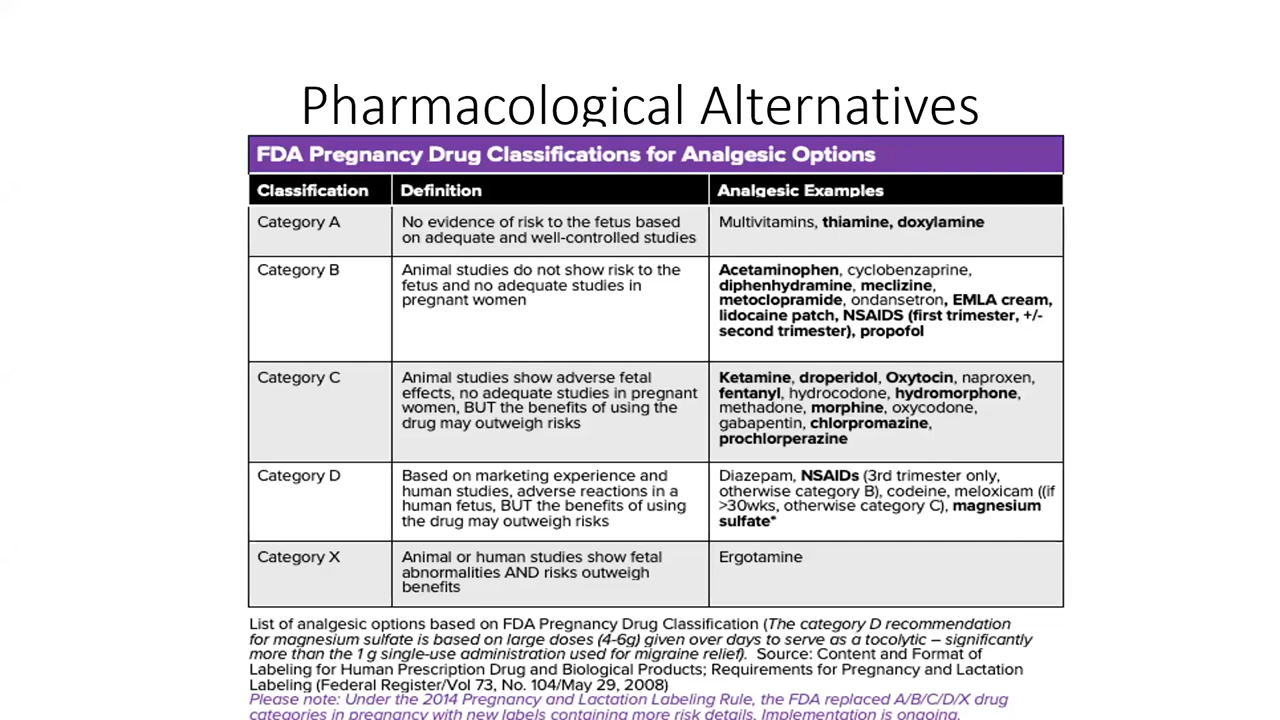 Pharmacological Alternatives
FDA Pregnancy Drug Classifications for Analgesic Options
Classification
Definition
Analgesic Examples
Category A
No evidence of risk to the fetus based
on adequate and well-controlled studies
Multivitamins, thiamine, doxylamine
Category B
Animal studies do not show risk to the
fetus and no adequate studies in
pregnant women
Acetaminophen, cyclobenzaprine,
diphenhydramine, meclizine,
metoclopramide, ondansetron, EMLA cream,
lidocaine patch, NSAIDS (first trimester, +/-
second trimester), propofol
Category C
Animal studies show adverse fetal
effects, no adequate studies in pregnant
women, BUT the benefits of using the
drug may outweigh risks
Ketamine, droperidol, Oxytocin, naproxen,
fentanyl, hydrocodone, hydromorphone,
methadone, morphine, oxycodone,
gabapentin, chlorpromazine,
prochlorperazine
Category D
Based on marketing experience and
human studies, adverse reactions in a
human fetus, BUT the benefits of using
the drug may outweigh risks
Diazepam, NSAIDs (3rd trimester only,
otherwise category B), codeine, meloxicam ((if
>30wks, otherwise category C), magnesium
sulfate*
Category X
Animal or human studies show fetal
abnormalities AND risks outweigh
benefits
Ergotamine
List of analgesic options based on FDA Pregnancy Drug Classification (The category D recommendation
for magnesium sulfate is based on large doses (4-6g) given over days to serve as a tocolytic – significantly
more than the 1 g single-use administration used for migraine relief). Source: Content and Format of
Labeling for Human Prescription Drug and Biological Products; Requirements for Pregnancy and Lactation
Labeling (Federal Register/Vol 73, No. 104/May 29, 2008)
Please note: Under the 2014 Pregnancy and Lactation Labeling Rule, the FDA replaced A/B/C/D/X drug
categories in pregnancy with new labels containing more risk details. Implementation is ongoing.